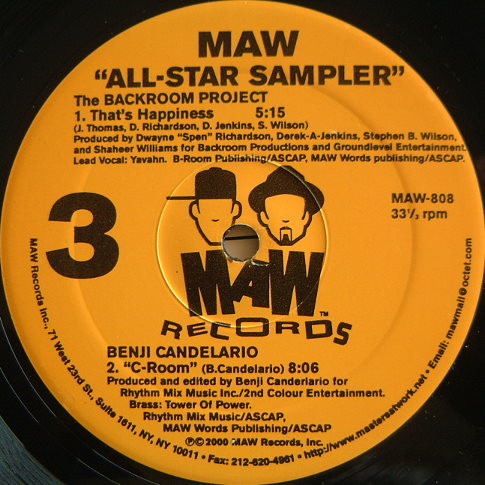 MAW
"ALL-STAR SAMPLER"
The BACKROOM PROJECT
1. That's Happiness 5:15
(J. Thomas, D. Richardson, D. Jenkins, S. Wilson)
Produced by Dwayne "Spen" Richardson, Derek-A-Jenkins, Stephen B. Wilson,
and Shaheer Williams for Backroom Productions and Groundlevel Entertainment.
Lead Vocal: Yavahn. B-Room Publishing/ASCAP, MAW Words publishing/ASCAP.
3
MAW-808
33⅓ rpm
MAW™
RECORDS
BENJI CANDELARIO
2. "C-Room" (B.Candelario) 8:06
Produced and edited by Benji Canderlario for
Rhythm Mix Music Inc./2nd Colour Entertainment.
Brass: Tower Of Power.
Rhythm Mix Music/ASCAP,
MAW Words Publishing/ASCAP
℗©2000 MAW Records, Inc.
MAW Records Inc., 71 West 23rd St., Suite 1611, NY, NY 10011 • Fax: 212-620-4961 • http://www.mastersatwork.net • Email: mawmail@octet.com